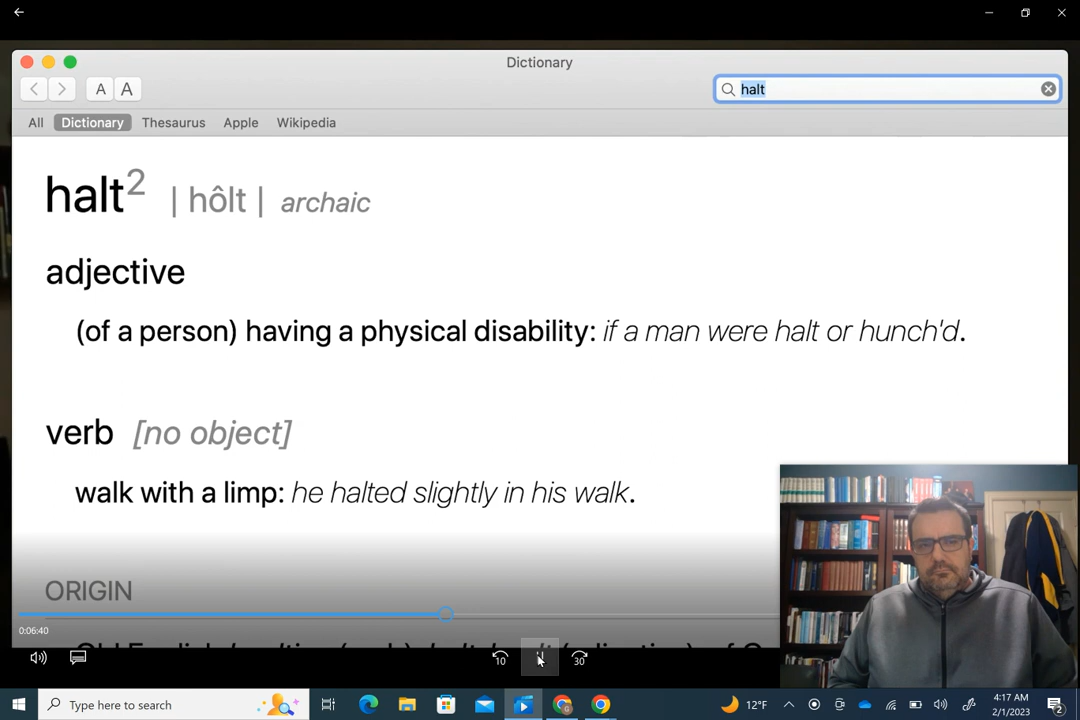 Dictionary
halt
A A
All Dictionary Thesaurus Apple Wikipedia
halt² | hôlt | archaic
adjective
(of a person) having a physical disability: if a man were halt or hunch'd.
verb [no object]
walk with a limp: he halted slightly in his walk.
ORIGIN
0:06:40
10 30
Type here to search
12°F
4:17 AM
2/1/2023
2